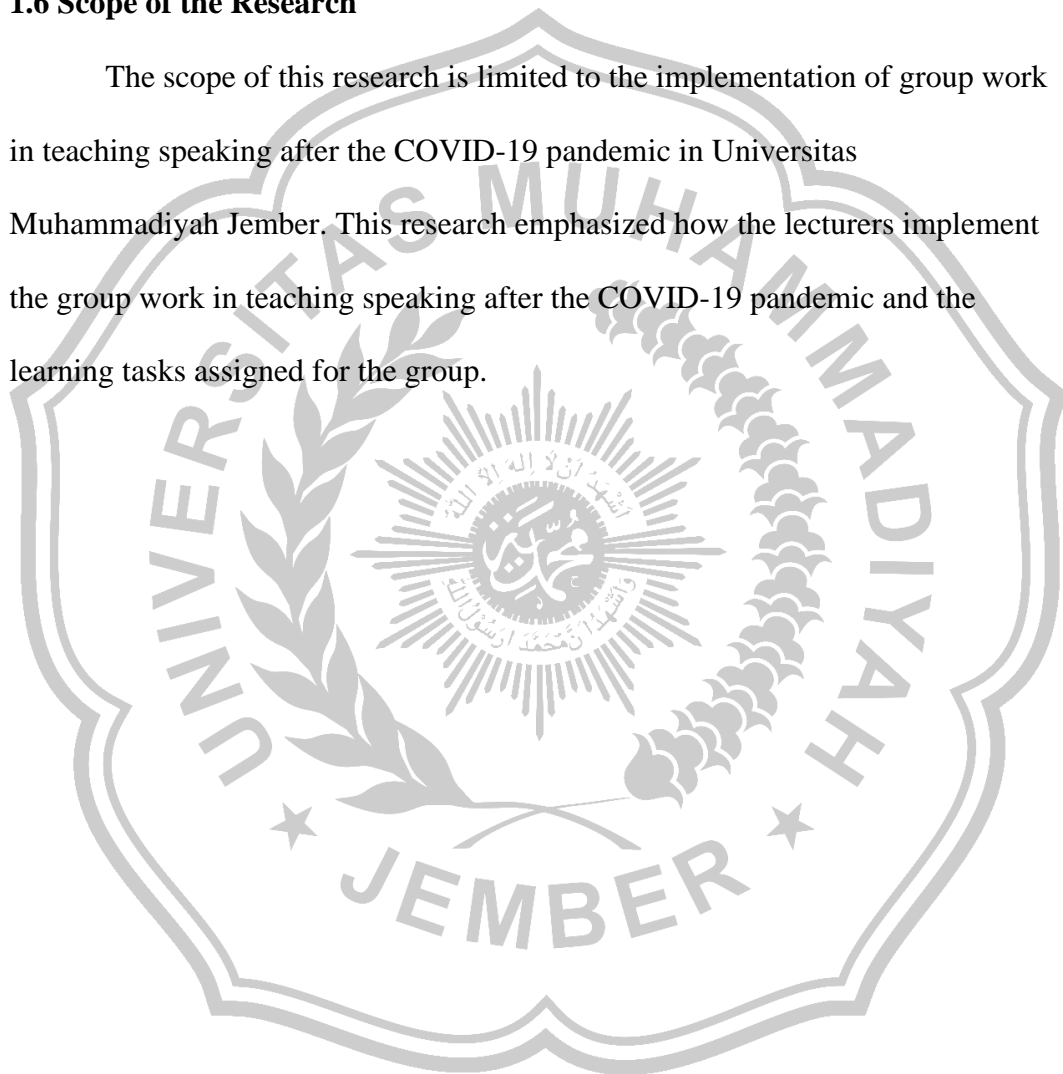 1.6 Scope of the Research
The scope of this research is limited to the implementation of group work
in teaching speaking after the COVID-19 pandemic in Universitas
Muhammadiyah Jember. This research emphasized how the lecturers implement
the group work in teaching speaking after the COVID-19 pandemic and the
learning tasks assigned for the group.
UNIVERSITAS MUHAMMADIYAH
JEMBER